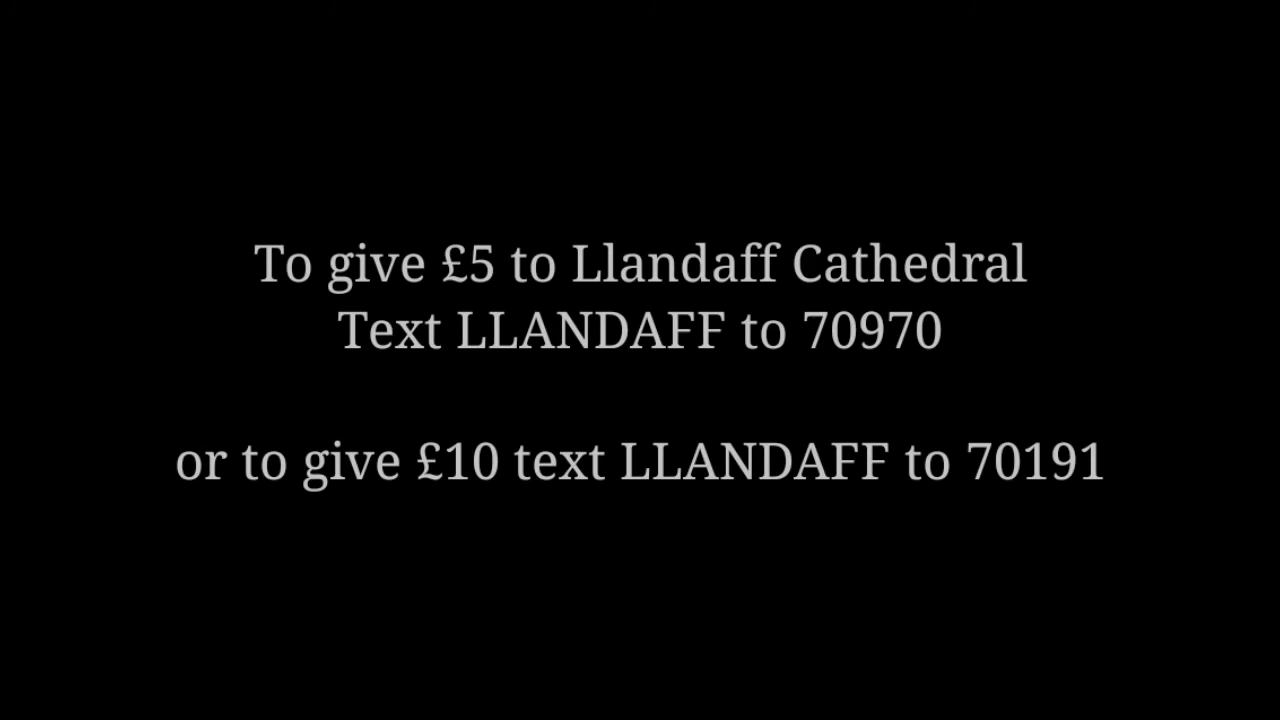 To give £5 to Llandaff Cathedral
Text LLANDAFF to 70970
or to give £10 text LLANDAFF to 70191